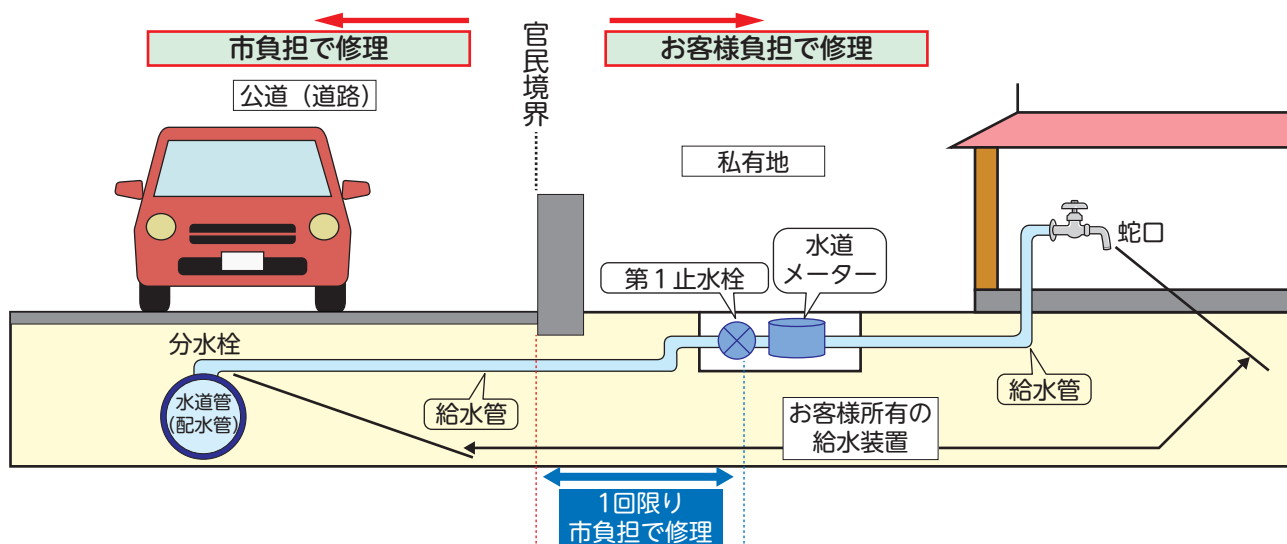 市負担で修理
官民境界
お客様負担で修理
公道（道路）
私有地
蛇口
水道
メーター
第１止水栓
分水栓
水道管
(配水管)
給水管
給水管
お客様所有の
給水装置
1回限り
市負担で修理